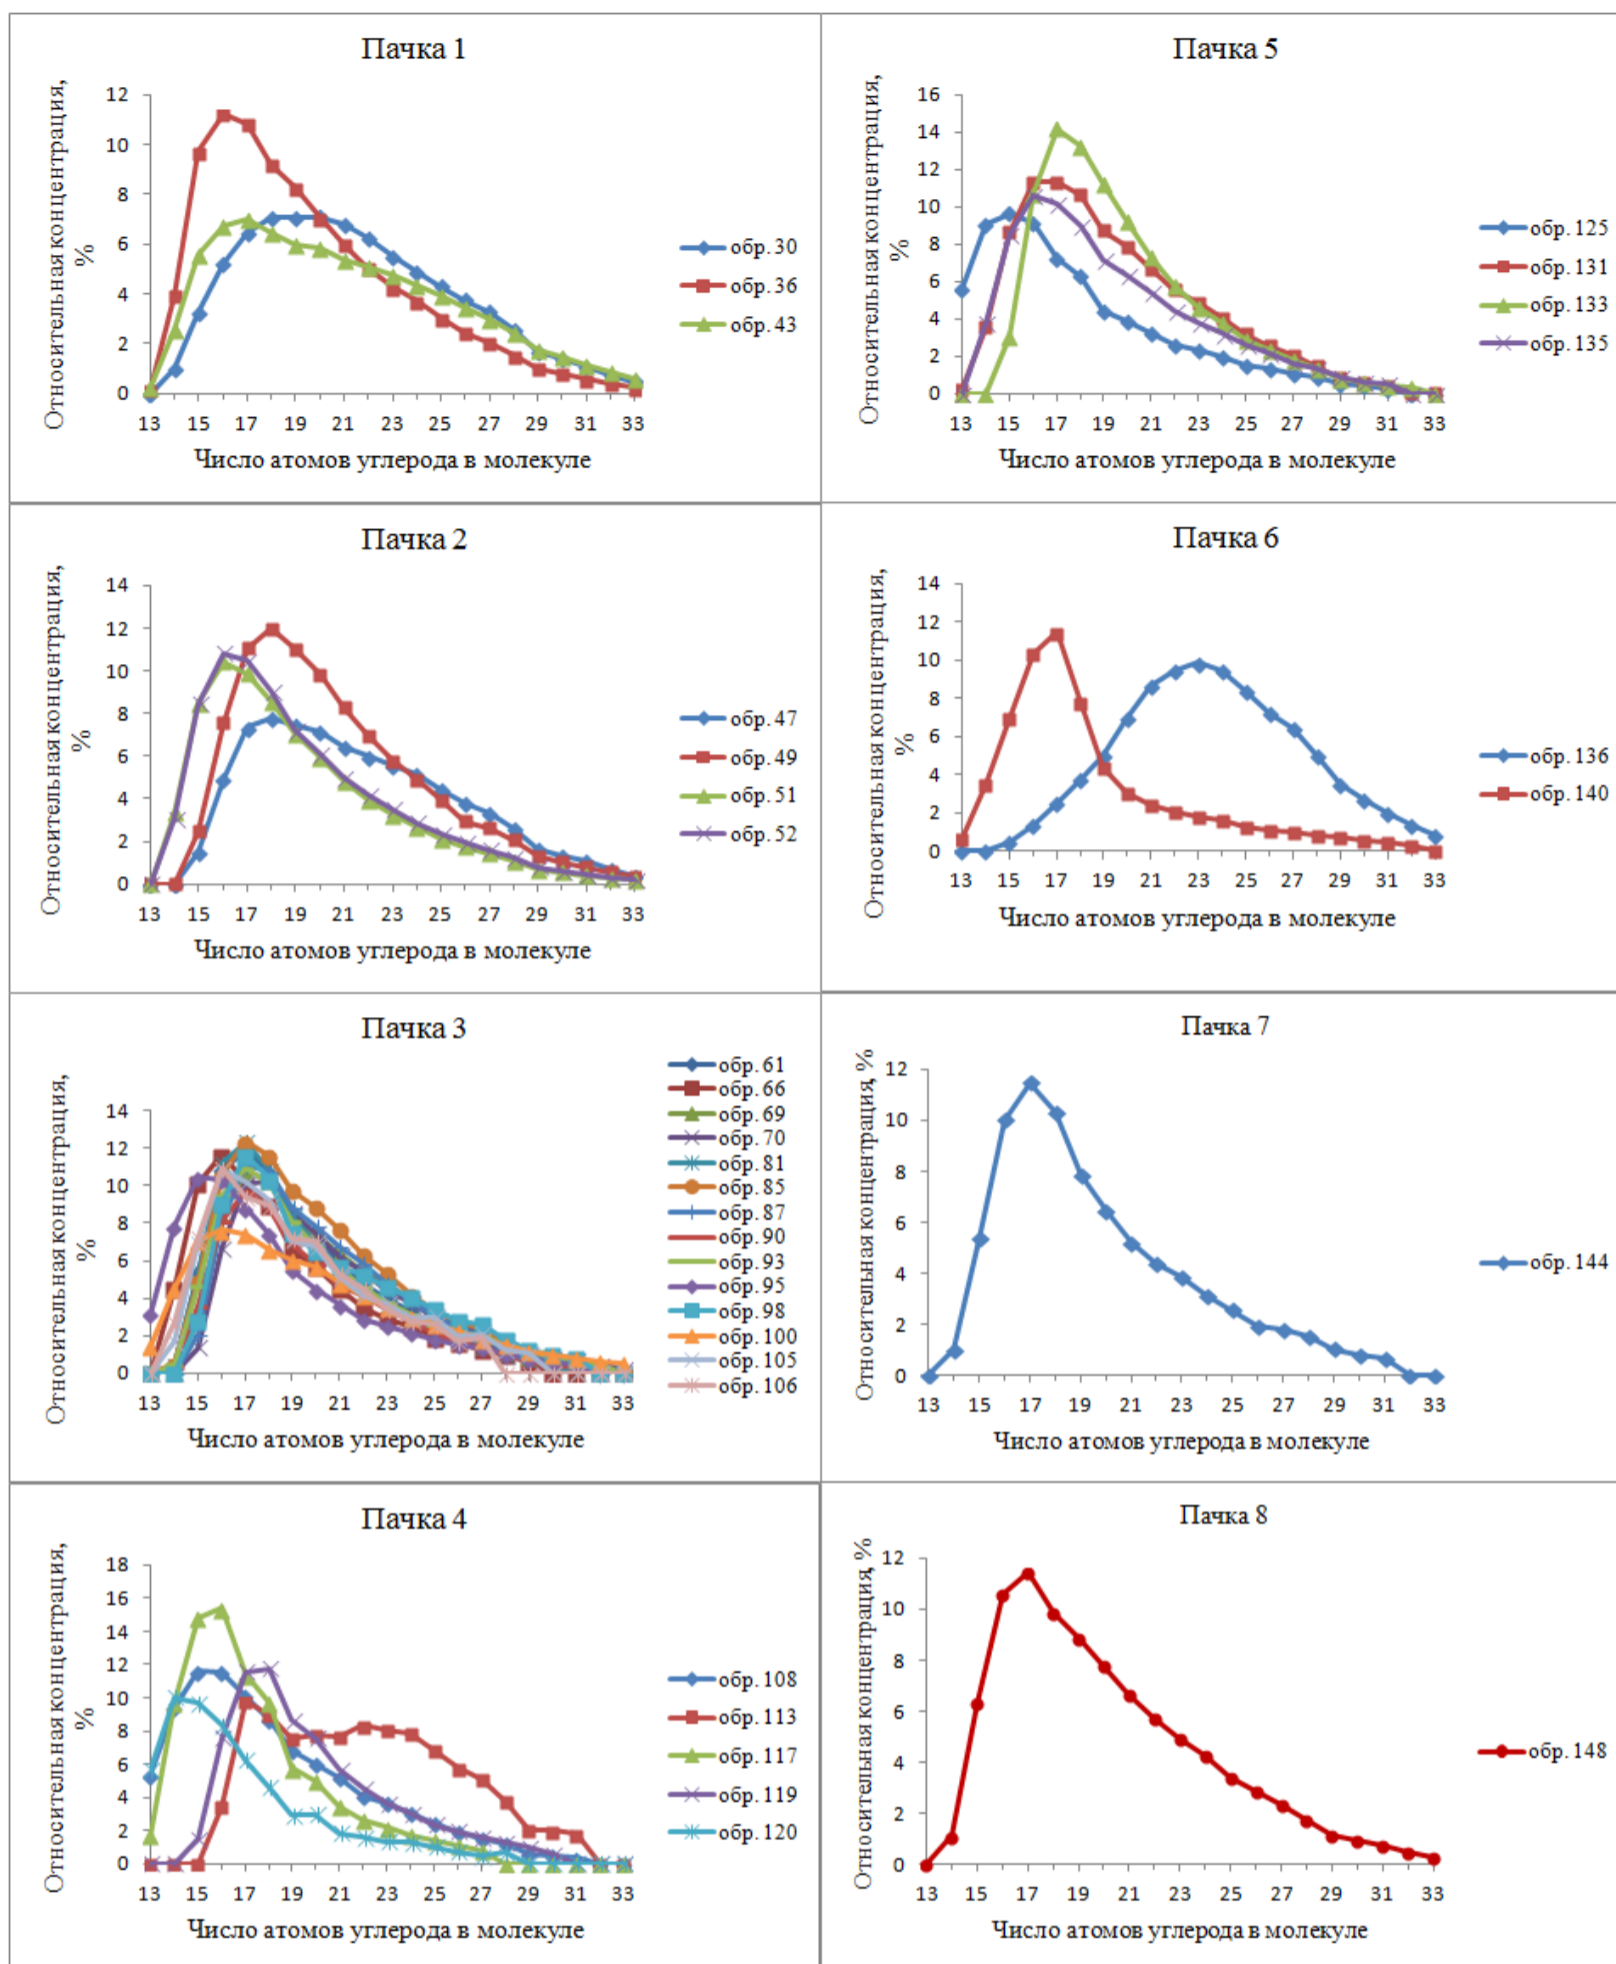 Пачка 1
Относительная концентрация,
%
12
10
8
6
4
2
0
13 15 17 19 21 23 25 27 29 31 33
Число атомов углерода в молекуле
обр. 30
обр. 36
обр. 43
Пачка 5
Относительная концентрация,
%
16
14
12
10
8
6
4
2
0
13 15 17 19 21 23 25 27 29 31 33
Число атомов углерода в молекуле
обр. 125
обр. 131
обр. 133
обр. 135
Пачка 2
Относительная концентрация,
%
14
12
10
8
6
4
2
0
13 15 17 19 21 23 25 27 29 31 33
Число атомов углерода в молекуле
обр. 47
обр. 49
обр. 51
обр. 52
Пачка 6
Относительная концентрация,
%
14
12
10
8
6
4
2
0
13 15 17 19 21 23 25 27 29 31 33
Число атомов углерода в молекуле
обр. 136
обр. 140
Пачка 3
Относительная концентрация,
%
14
12
10
8
6
4
2
0
13 15 17 19 21 23 25 27 29 31 33
Число атомов углерода в молекуле
обр. 61
обр. 66
обр. 69
обр. 70
обр. 81
обр. 85
обр. 87
обр. 90
обр. 93
обр. 95
обр. 98
обр. 100
обр. 105
обр. 106
Пачка 7
Относительная концентрация, %
12
10
8
6
4
2
0
13 15 17 19 21 23 25 27 29 31 33
Число атомов углерода в молекуле
обр. 144
Пачка 4
Относительная концентрация,
%
18
16
14
12
10
8
6
4
2
0
13 15 17 19 21 23 25 27 29 31 33
Число атомов углерода в молекуле
обр. 108
обр. 113
обр. 117
обр. 119
обр. 120
Пачка 8
Относительная концентрация, %
12
10
8
6
4
2
0
13 15 17 19 21 23 25 27 29 31 33
Число атомов углерода в молекуле
обр. 148